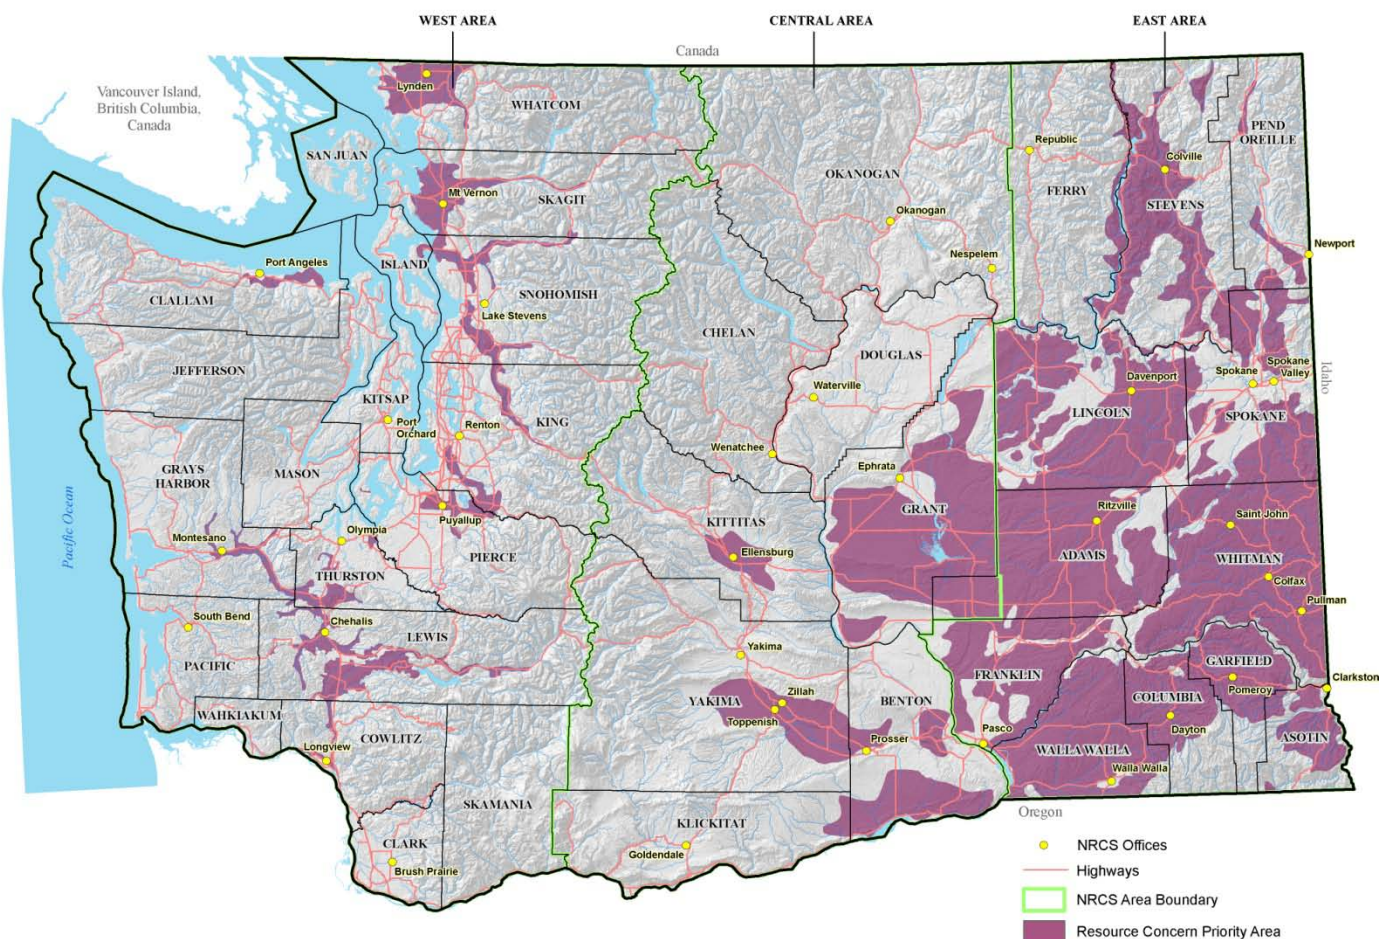 WEST AREA
CENTRAL AREA
EAST AREA
Canada
Vancouver Island,
British Columbia,
Canada
Lynden
WHATCOM
SAN JUAN
Mt Vernon
SKAGIT
OKANOGAN
Okanogan
Nespelem
Republic
FERRY
Colville
STEVENS
PEND
OREILLE
Newport
Port Angeles
CLALLAM
ISLAND
SNOHOMISH
Lake Stevens
CHELAN
DOUGLAS
Waterville
JEFFERSON
KITSAP
Port
Orchard
Renton
KING
Wenatchee
Davenport
LINCOLN
Spokane
Spokane
Valley
SPOKANE
Idaho
GRAYS
HARBOR
MASON
Pacific Ocean
Montesano
Olympia
Puyallup
PIERCE
THURSTON
KITTITAS
Ellensburg
Ephrata
GRANT
Ritzville
ADAMS
Saint John
WHITMAN
Colfax
Pullman
South Bend
PACIFIC
Chehalis
LEWIS
Yakima
YAKIMA
Zillah
Toppenish
BENTON
Prosser
FRANKLIN
Pasco
GARFIELD
Pomeroy
Clarkston
COLUMBIA
Dayton
ASOTIN
WALLA WALLA
Walla Walla
WAHKIAKUM
Longview
COWLITZ
SKAMANIA
CLARK
Brush Prairie
KLICKITAT
Goldendale
Oregon
NRCS Offices
Highways
NRCS Area Boundary
Resource Concern Priority Area